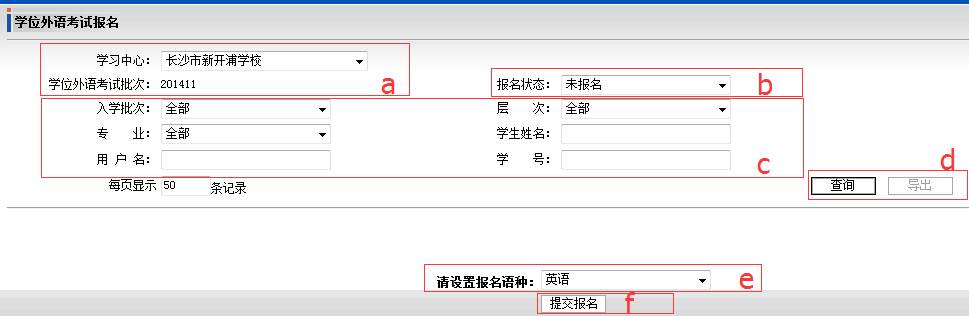 学位外语考试报名
学习中心： 长沙市新开浦学校
学位外语考试批次： 201411 a
报名状态： 未报名 b
入学批次： 全部 层 次： 全部
专 业： 全部 学生姓名：
用 户 名： 学 号： c
每页显示 50 条记录
查询 导出 d
请设置报名语种： 英语 e
提交报名 f